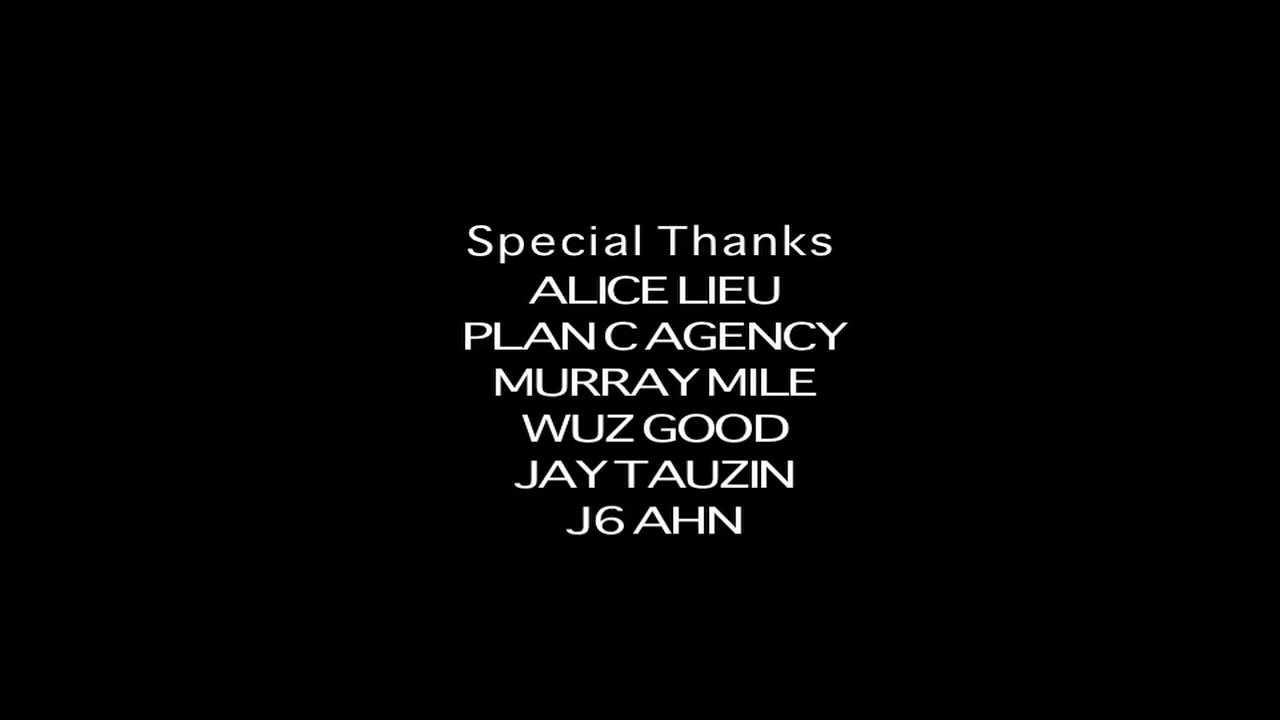 Special Thanks
ALICE LIEU
PLAN C AGENCY
MURRAY MILE
WUZ GOOD
JAY TAUZIN
J6 AHN